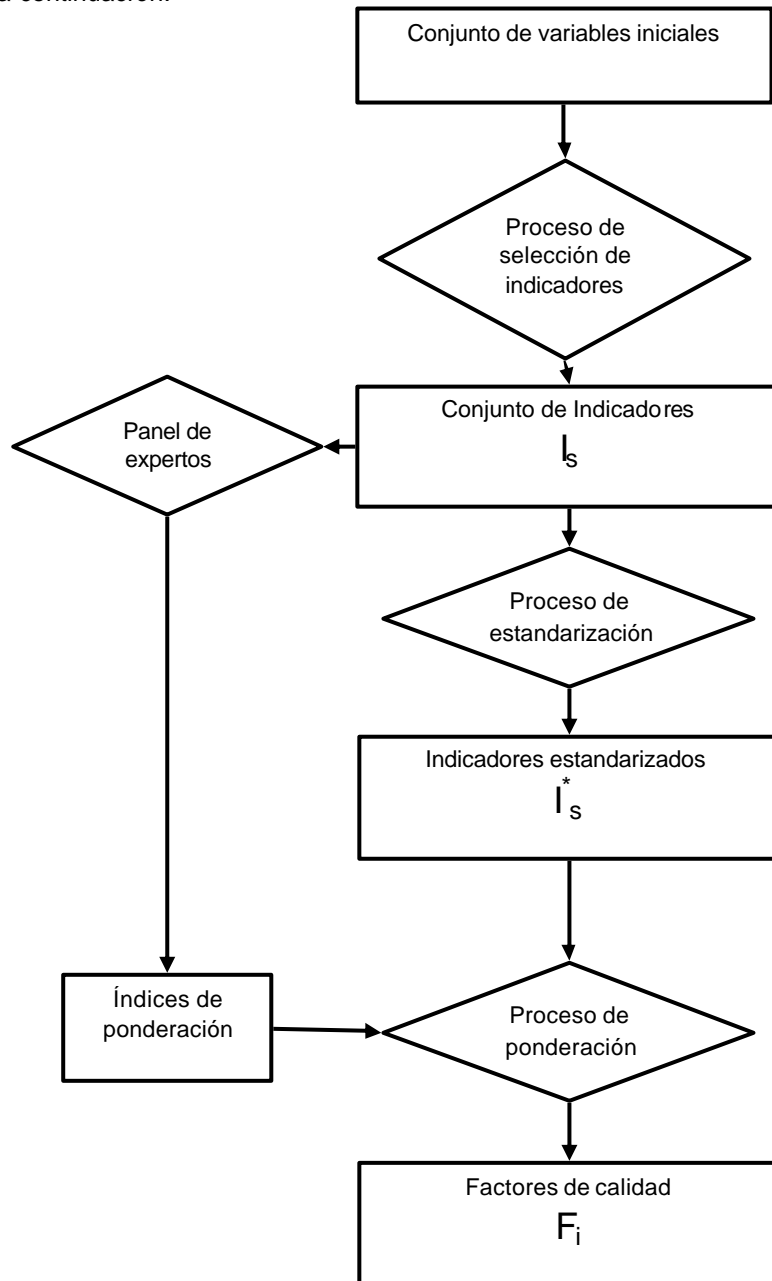 a continuación.
Conjunto de variables iniciales
Proceso de
selección de
indicadores
Conjunto de Indicadores
Is
Panel de
expertos
Proceso de
estandarización
Indicadores estandarizados
I*s
Índices de
ponderación
Proceso de
ponderación
Factores de calidad
Fi